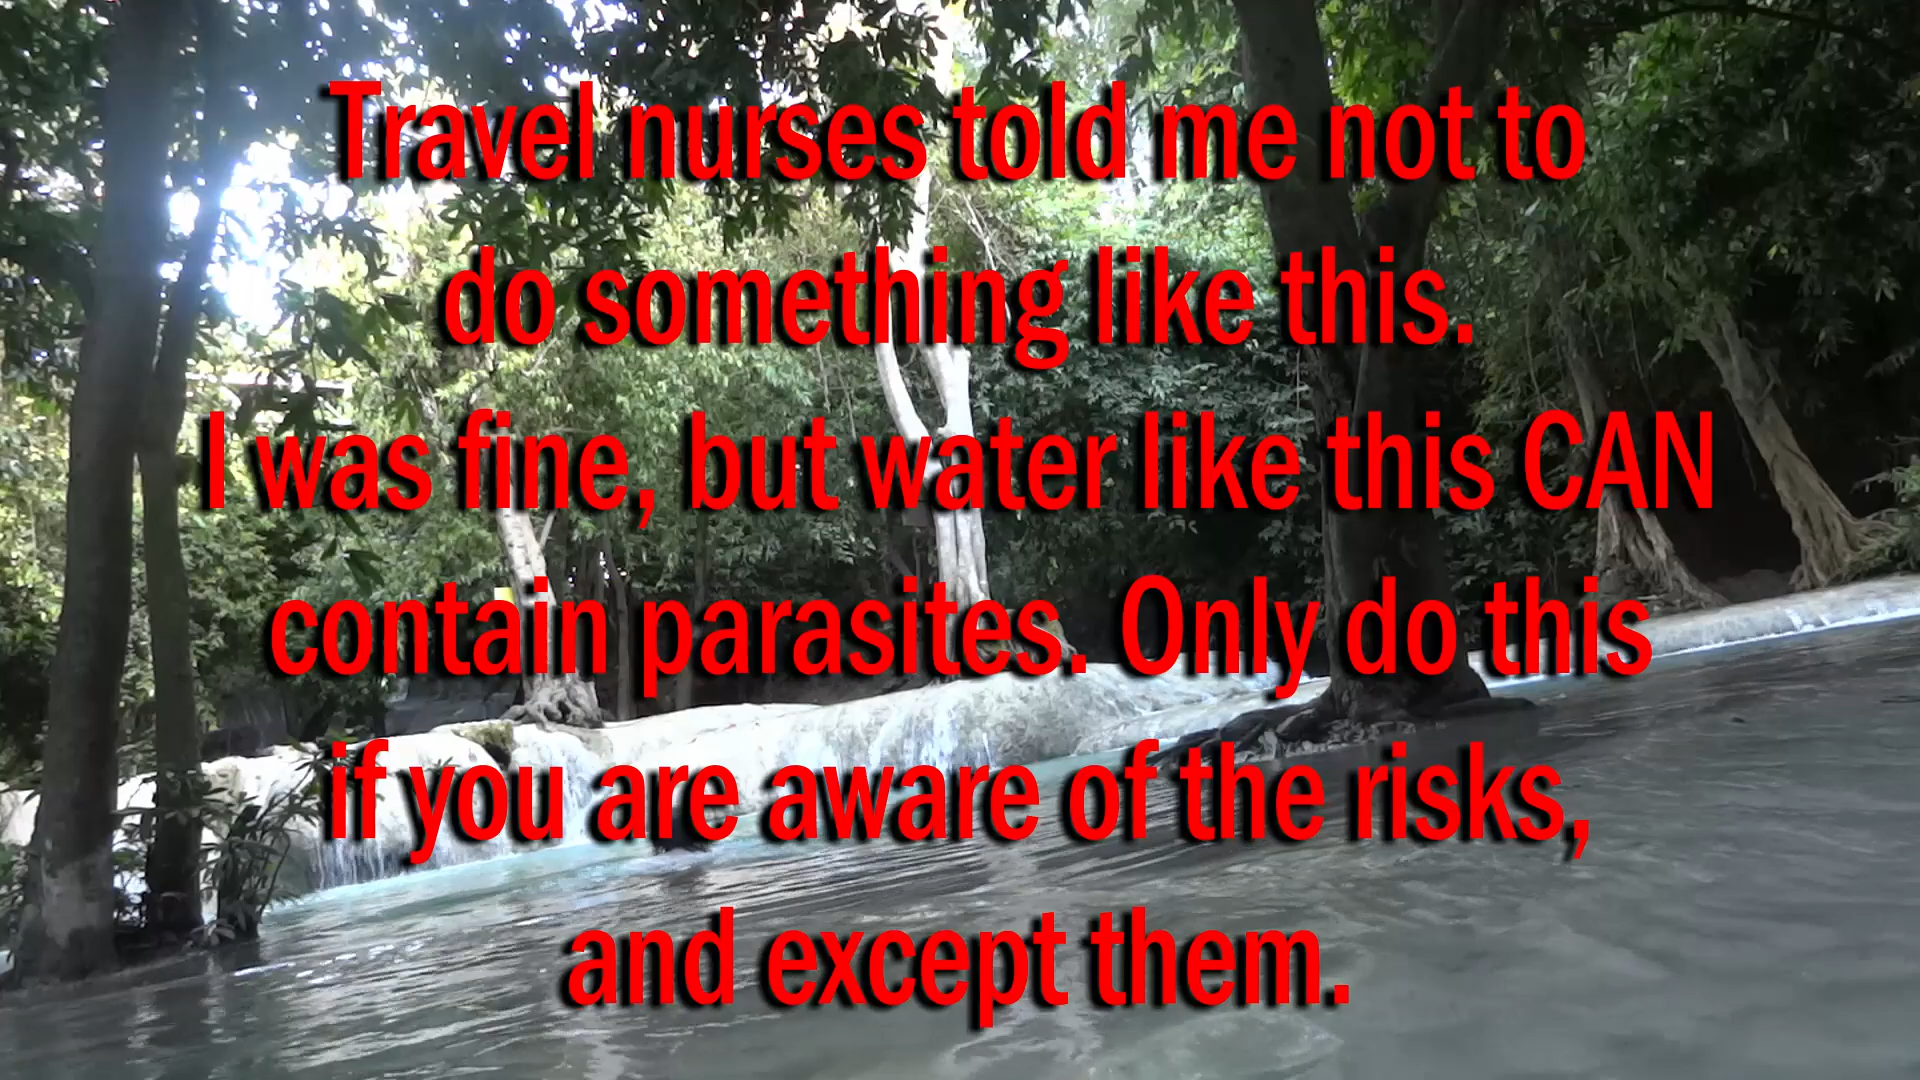 Travel nurses told me not to
do something like this.
I was fine, but water like this CAN
contain parasites. Only do this
if you are aware of the risks,
and except them.